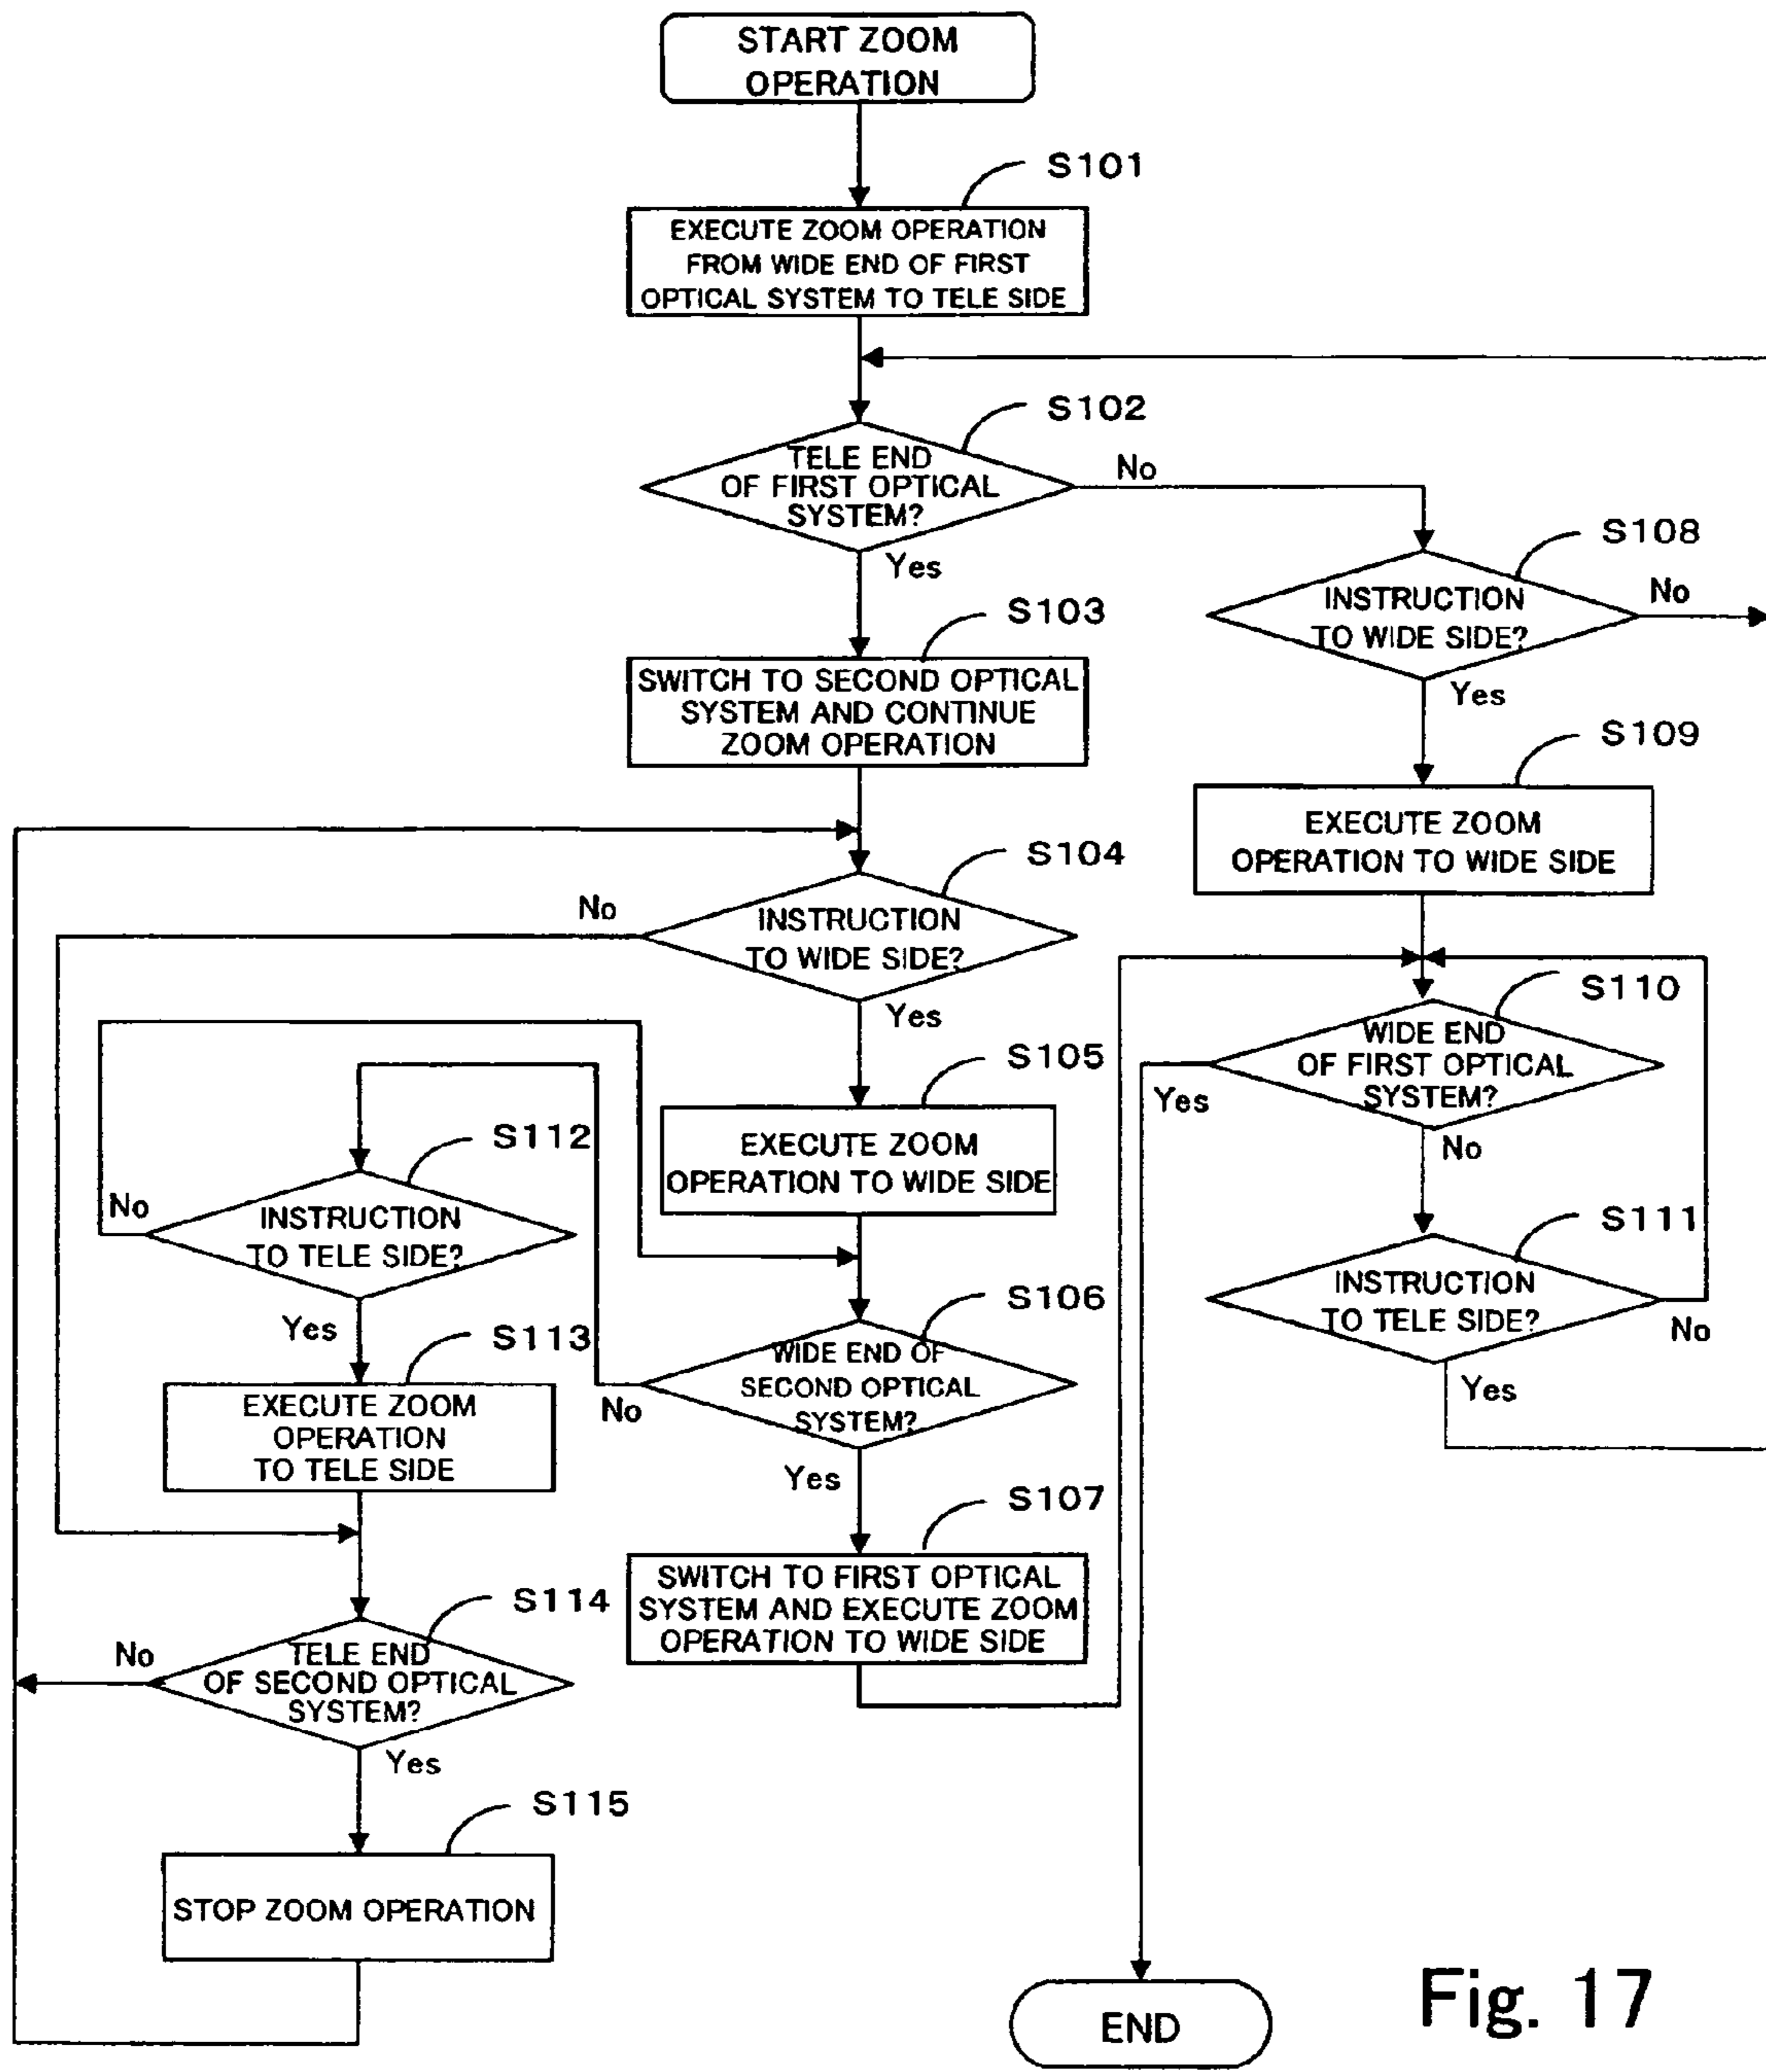 START ZOOM
OPERATION
S101
EXECUTE ZOOM OPERATION
FROM WIDE END OF FIRST
OPTICAL SYSTEM TO TELE SIDE
S102
TELE END
OF FIRST OPTICAL
SYSTEM?
No
Yes
S108
INSTRUCTION
TO WIDE SIDE?
No
Yes
S103
SWITCH TO SECOND OPTICAL
SYSTEM AND CONTINUE
ZOOM OPERATION
S109
EXECUTE ZOOM
OPERATION TO WIDE SIDE
S104
INSTRUCTION
TO WIDE SIDE?
No
Yes
S110
WIDE END
OF FIRST OPTICAL
SYSTEM?
Yes
No
S105
EXECUTE ZOOM
OPERATION TO WIDE SIDE
S112
INSTRUCTION
TO TELE SIDE?
No
Yes
S111
INSTRUCTION
TO TELE SIDE?
No
Yes
S106
WIDE END OF
SECOND OPTICAL
SYSTEM?
No
Yes
S113
EXECUTE ZOOM
OPERATION
TO TELE SIDE
S107
SWITCH TO FIRST OPTICAL
SYSTEM AND EXECUTE ZOOM
OPERATION TO WIDE SIDE
S114
TELE END
OF SECOND OPTICAL
SYSTEM?
No
Yes
S115
STOP ZOOM OPERATION
END
Fig. 17